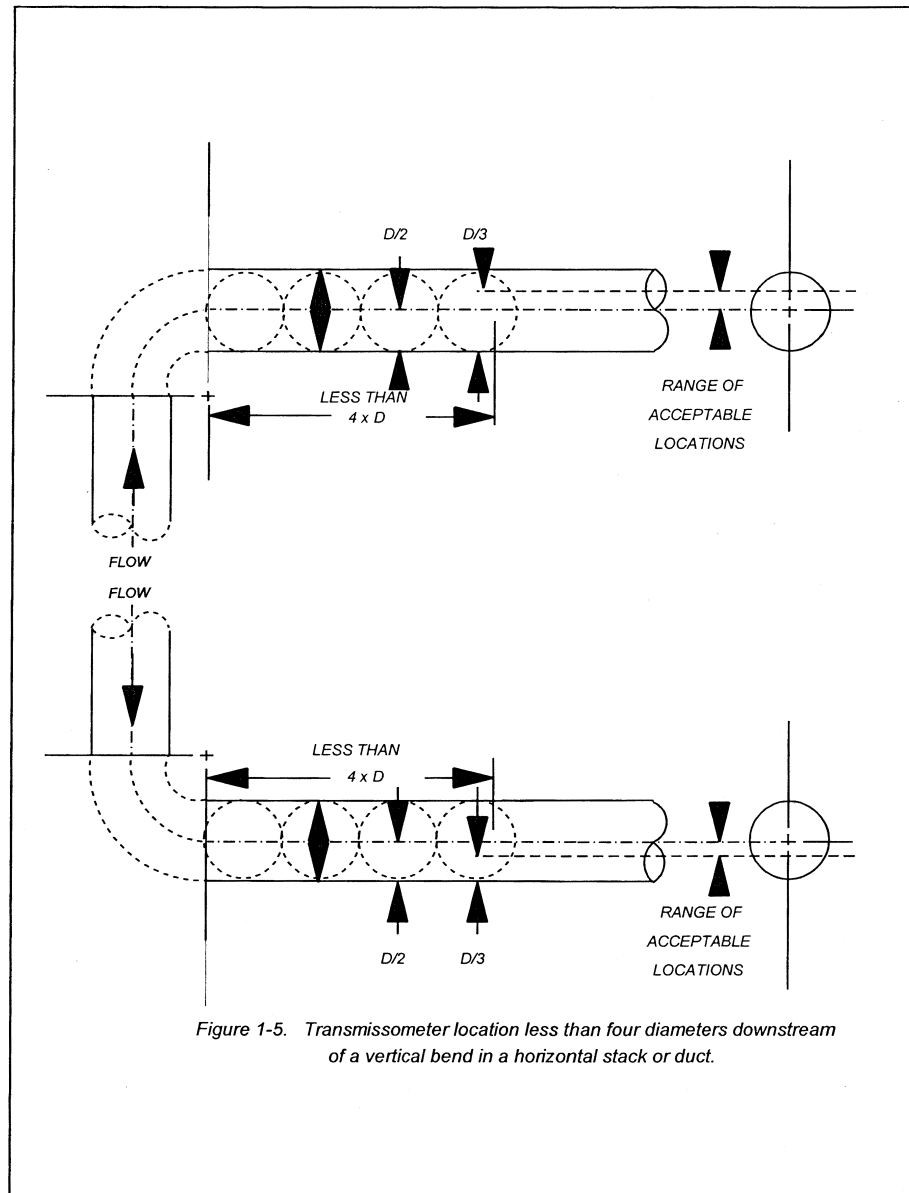 D/2
D/3
LESS THAN
4 x D
RANGE OF
ACCEPTABLE
LOCATIONS
FLOW
FLOW
LESS THAN
4 x D
RANGE OF
ACCEPTABLE
LOCATIONS
D/2
D/3
Figure 1-5. Transmissometer location less than four diameters downstream
of a vertical bend in a horizontal stack or duct.